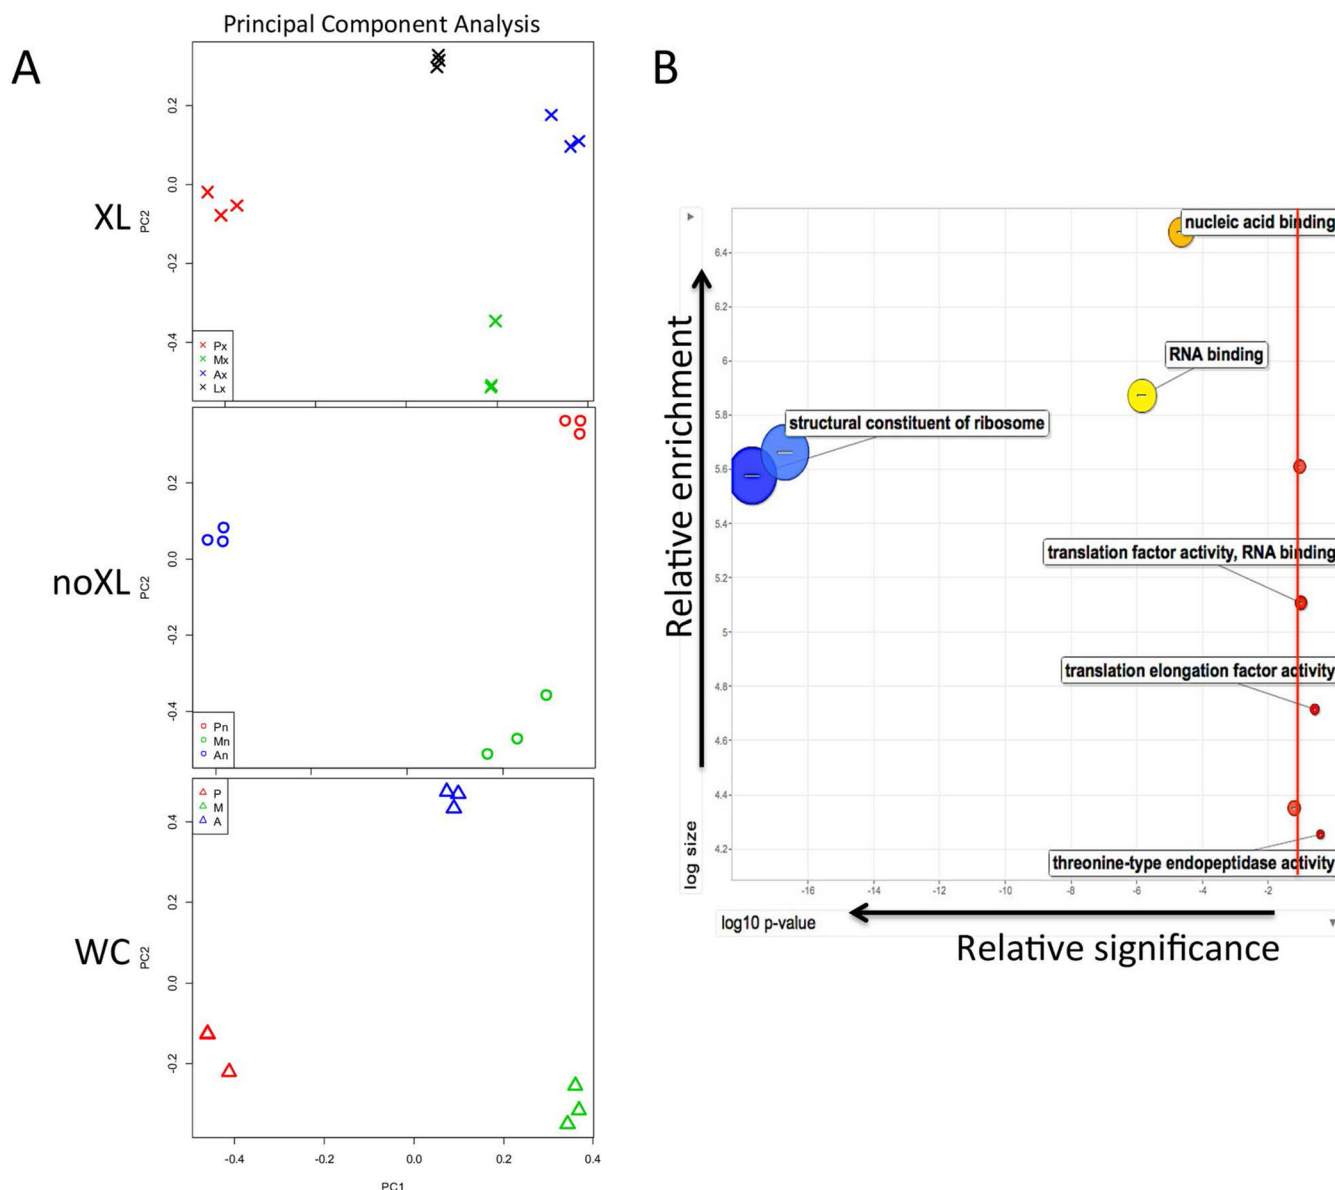 Principal Component Analysis
A
XL
PC2
0.2
0.0
-0.2
-0.4
Px
Mx
Ax
Lx
noXL
PC2
0.2
0.0
-0.2
-0.4
Pn
Mn
An
WC
PC2
0.4
0.2
0.0
-0.2
P
M
A
-0.4 -0.2 0.0 0.2 0.4
PC1
B
Relative enrichment
log size
6.4
6.2
6
5.8
5.6
5.4
5.2
5
4.8
4.6
4.4
4.2
nucleic acid binding
RNA binding
structural constituent of ribosome
translation factor activity, RNA binding
translation elongation factor activity
threonine-type endopeptidase activity
-16 -14 -12 -10 -8 -6 -4 -2
log10 p-value
Relative significance